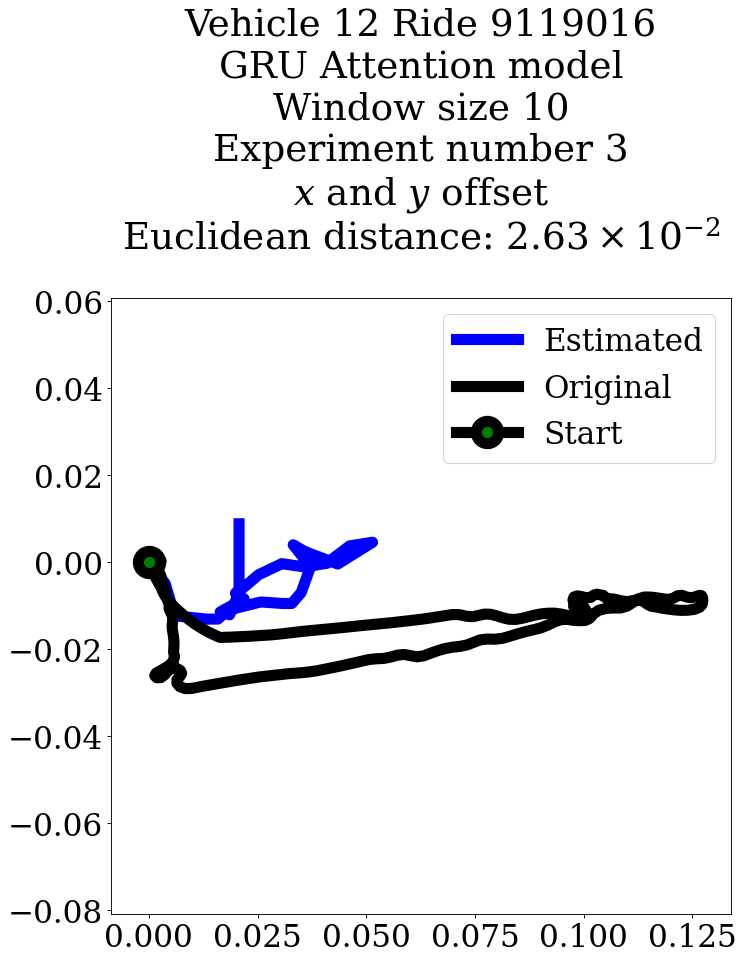 Vehicle 12 Ride 9119016
GRU Attention model
Window size 10
Experiment number 3
x and y offset
Euclidean distance: 2.63 × 10⁻²
Estimated
Original
Start
0.06
0.04
0.02
0.00
−0.02
−0.04
−0.06
−0.08
0.000 0.025 0.050 0.075 0.100 0.125